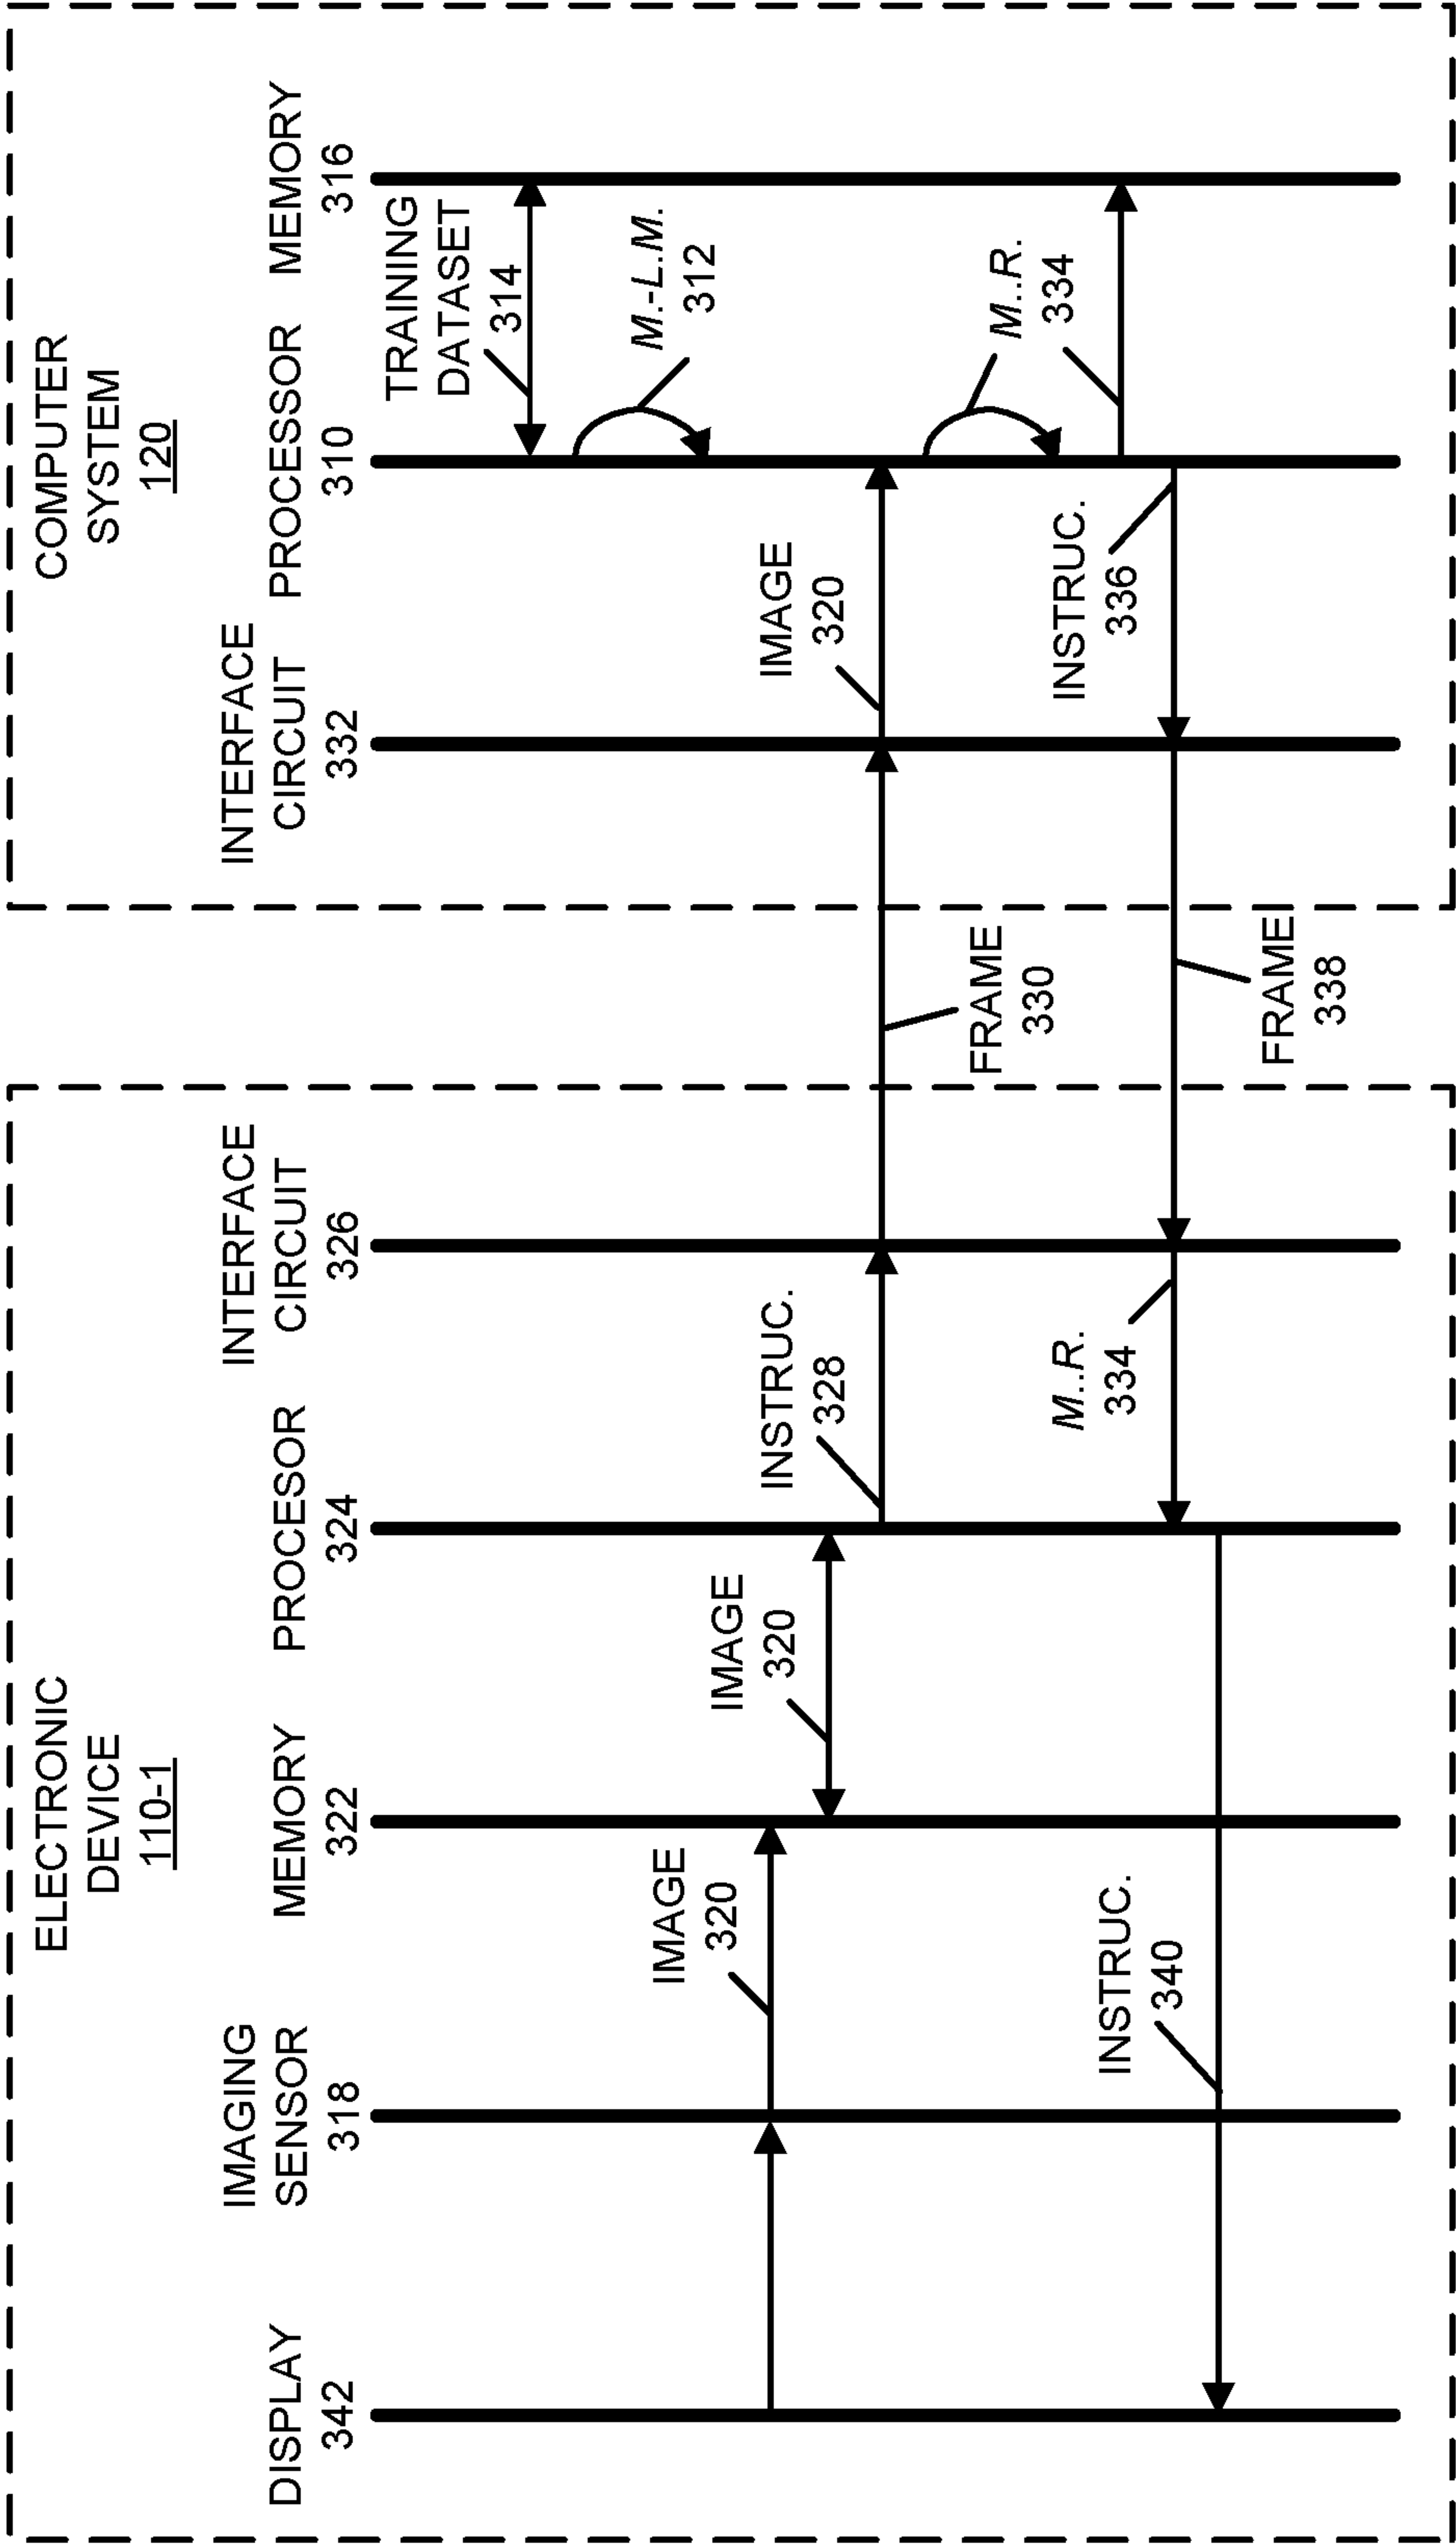 ELECTRONIC
DEVICE
110-1
COMPUTER
SYSTEM
120
DISPLAY
342
IMAGING
SENSOR
318
MEMORY
322
PROCESOR
324
INTERFACE
CIRCUIT
326
INTERFACE
CIRCUIT
332
PROCESSOR
310
MEMORY
316
TRAINING
DATASET
314
M.-L.M.
312
IMAGE
320
IMAGE
320
INSTRUC.
328
FRAME
330
IMAGE
320
M..R.
334
INSTRUC.
336
FRAME
338
M..R.
334
INSTRUC.
340